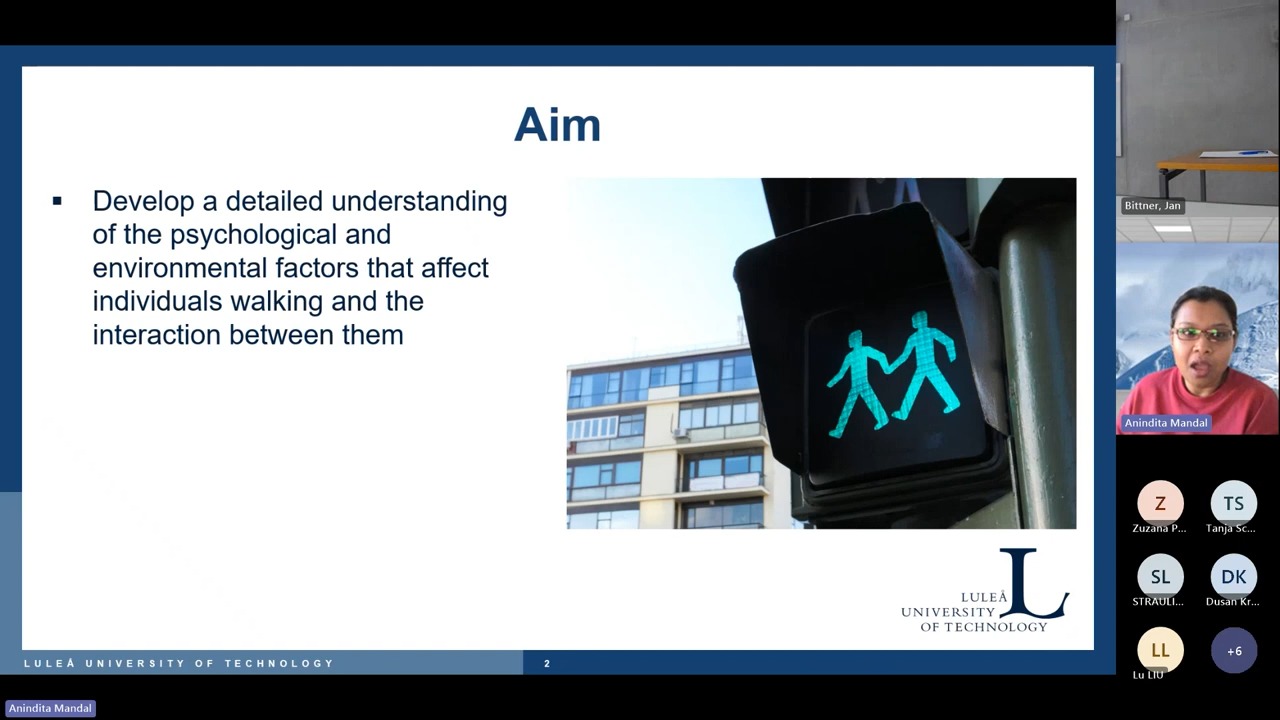 Aim
▪ Develop a detailed understanding
of the psychological and
environmental factors that affect
individuals walking and the
interaction between them
LULEÅ
UNIVERSITY
OF TECHNOLOGY
L
LULEÅ UNIVERSITY OF TECHNOLOGY
2
Bittner, Jan
Anindita Mandal
Z
Zuzana P...
TS
Tanja Sc...
SL
STRAULI...
DK
Dusan Kr...
LL
Lu LIU
+6
Anindita Mandal